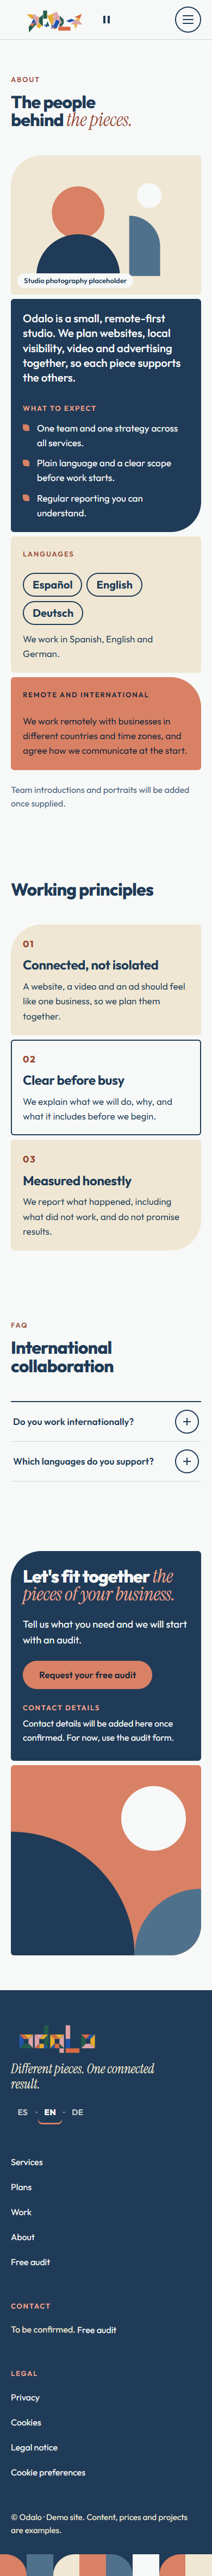 ABOUT
The people
behind the pieces.
Studio photography placeholder
Odalo is a small, remote-first
studio. We plan websites, local
visibility, video and advertising
together, so each piece supports
the others.
WHAT TO EXPECT
One team and one strategy across
all services.
Plain language and a clear scope
before work starts.
Regular reporting you can
understand.
LANGUAGES
Español
English
Deutsch
We work in Spanish, English and
German.
REMOTE AND INTERNATIONAL
We work remotely with businesses in
different countries and time zones, and
agree how we communicate at the start.
Team introductions and portraits will be added
once supplied.
Working principles
01
Connected, not isolated
A website, a video and an ad should feel
like one business, so we plan them
together.
02
Clear before busy
We explain what we will do, why, and
what it includes before we begin.
03
Measured honestly
We report what happened, including
what did not work, and do not promise
results.
FAQ
International
collaboration
Do you work internationally?
Which languages do you support?
Let's fit together the
pieces of your business.
Tell us what you need and we will start
with an audit.
Request your free audit
CONTACT DETAILS
Contact details will be added here once
confirmed. For now, use the audit form.
odalo
Different pieces. One connected
result.
ES · EN · DE
Services
Plans
Work
About
Free audit
CONTACT
To be confirmed. Free audit
LEGAL
Privacy
Cookies
Legal notice
Cookie preferences
© Odalo · Demo site. Content, prices and projects
are examples.